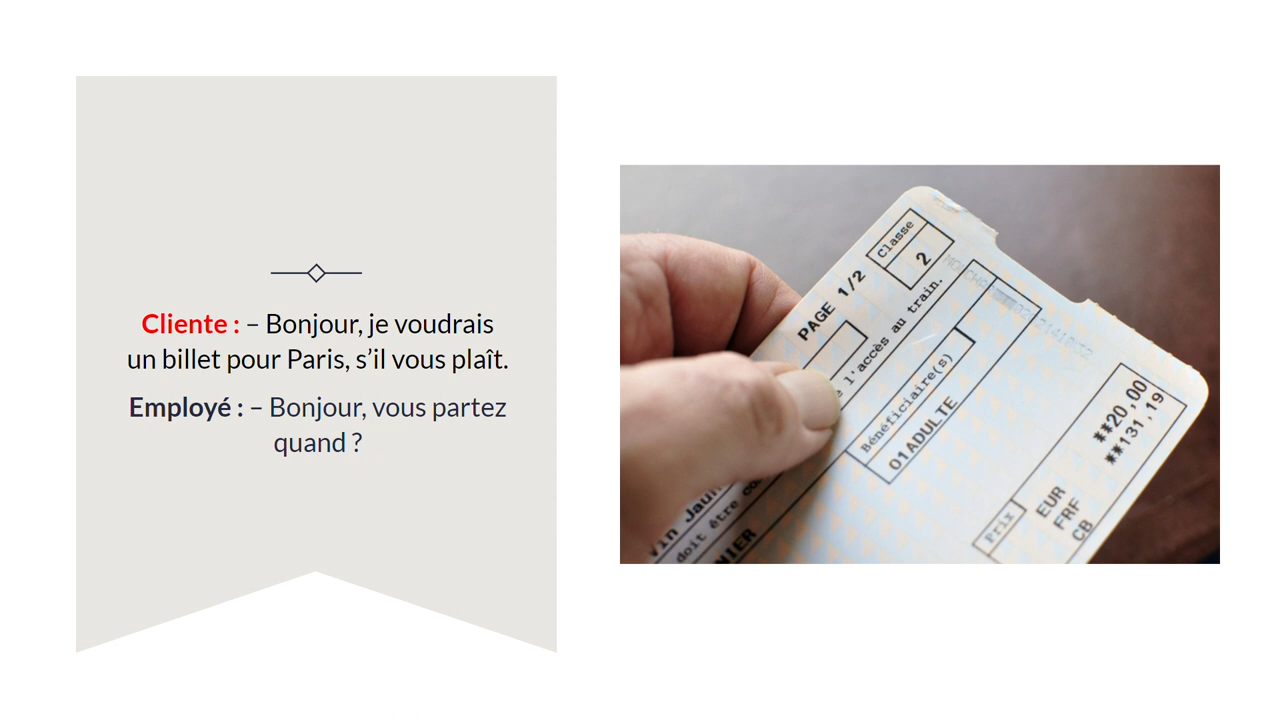 Cliente : – Bonjour, je voudrais
un billet pour Paris, s’il vous plaît.
Employé : – Bonjour, vous partez
quand ?
Classe
2
PAGE 1/2
l'accès au train.
Bénéficiaire(s)
01ADULTE
doit être
Prix
EUR **20,00
FRF **131,19
CB